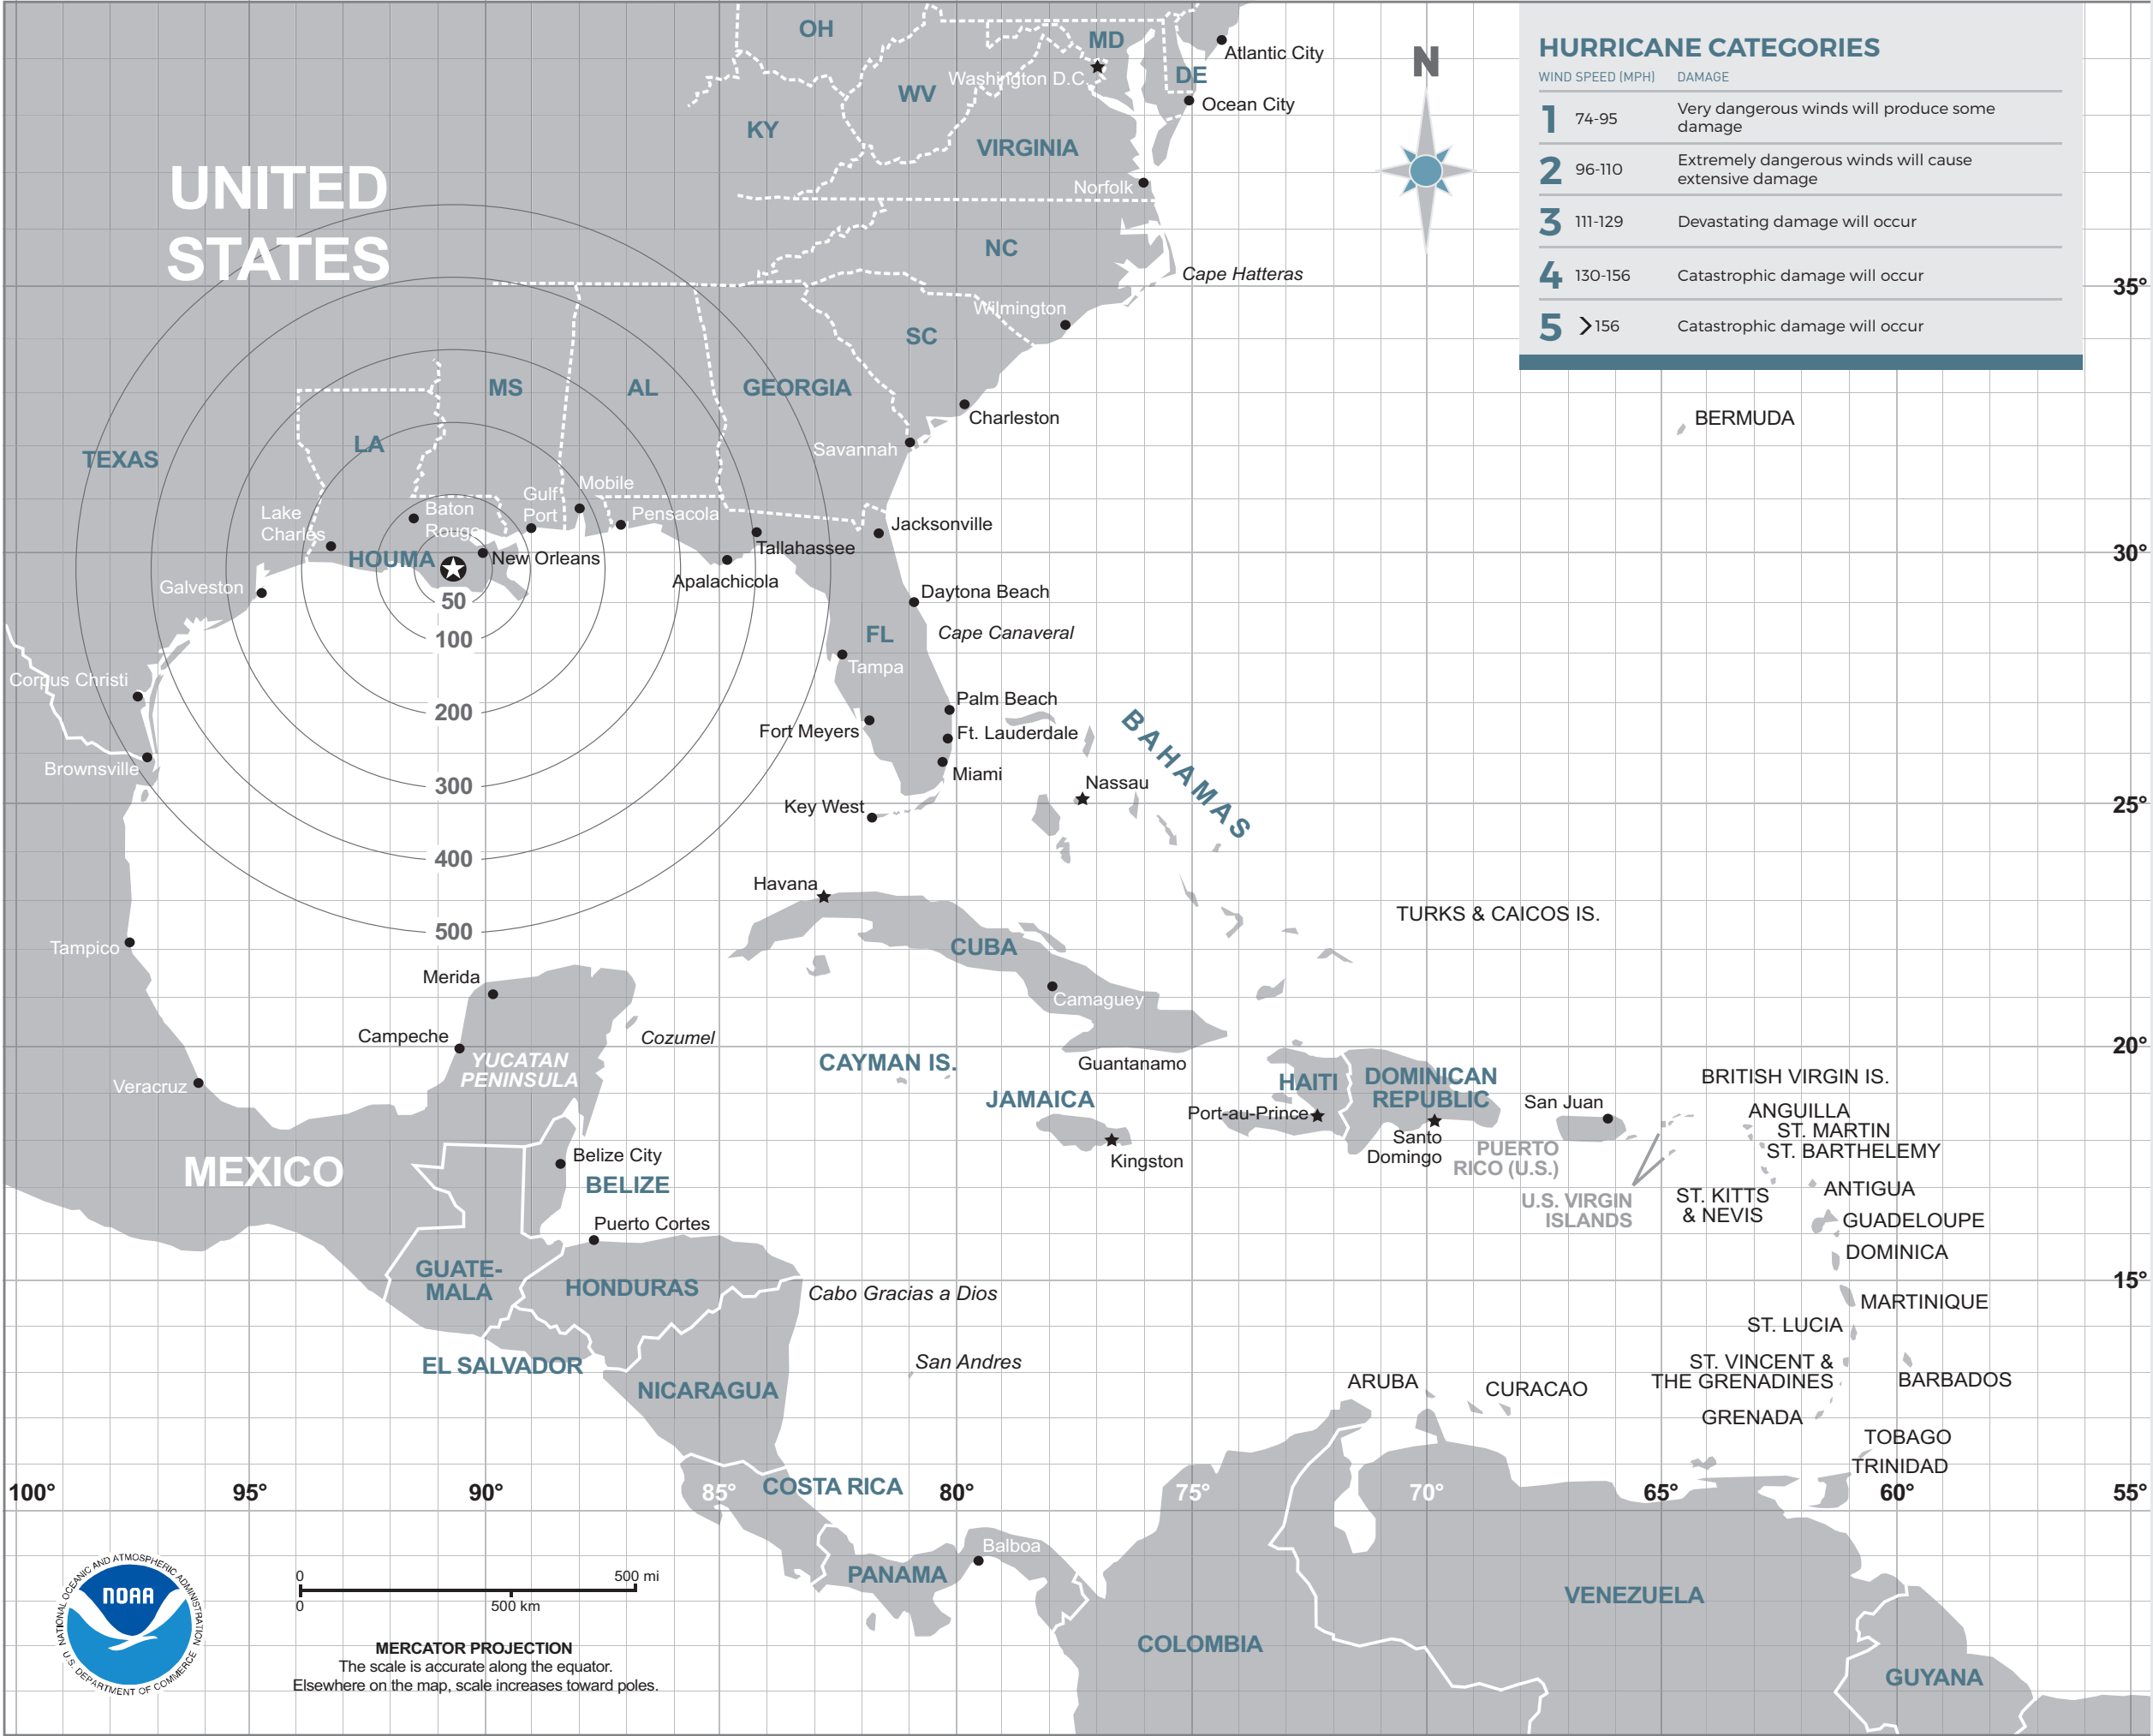 OH
MD
Atlantic City
Washington D.C.
DE
WV
Ocean City
KY
VIRGINIA
UNITED
STATES
Norfolk
NC
Cape Hatteras
Wilmington
SC
MS
AL
GEORGIA
Charleston
LA
TEXAS
Savannah
Mobile
Gulf
Port
Baton
Rouge
Pensacola
Lake
Charles
Jacksonville
Tallahassee
HOUMA
New Orleans
Apalachicola
Galveston
Daytona Beach
50
Cape Canaveral
FL
100
Tampa
Corpus Christi
Palm Beach
200
Fort Meyers
Ft. Lauderdale
BAHAMAS
Brownsville
Miami
300
Nassau
Key West
400
Havana
500
CUBA
Tampico
Merida
Camaguey
Campeche
Cozumel
YUCATAN
PENINSULA
CAYMAN IS.
Guantanamo
Veracruz
JAMAICA
HAITI
DOMINICAN
REPUBLIC
Port-au-Prince
Santo
Domingo
San Juan
Kingston
PUERTO
RICO (U.S.)
U.S. VIRGIN
ISLANDS
MEXICO
Belize City
BELIZE
Puerto Cortes
GUATE-
MALA
HONDURAS
Cabo Gracias a Dios
EL SALVADOR
San Andres
NICARAGUA
COSTA RICA
PANAMA
Balboa
COLOMBIA
VENEZUELA
GUYANA
N
HURRICANE CATEGORIES
WIND SPEED (MPH) DAMAGE
1 74-95 Very dangerous winds will produce some
damage
2 96-110 Extremely dangerous winds will cause
extensive damage
3 111-129 Devastating damage will occur
4 130-156 Catastrophic damage will occur
5 >156 Catastrophic damage will occur
BERMUDA
TURKS & CAICOS IS.
BRITISH VIRGIN IS.
ANGUILLA
ST. MARTIN
ST. BARTHELEMY
ST. KITTS
& NEVIS
ANTIGUA
GUADELOUPE
DOMINICA
MARTINIQUE
ST. LUCIA
ST. VINCENT &
THE GRENADINES
BARBADOS
ARUBA
CURACAO
GRENADA
TOBAGO
TRINIDAD
35°
30°
25°
20°
15°
100° 95° 90° 85° 80° 75° 70° 65° 60° 55°
NATIONAL OCEANIC AND ATMOSPHERIC ADMINISTRATION
NOAA
U.S. DEPARTMENT OF COMMERCE
0 500 mi
0 500 km
MERCATOR PROJECTION
The scale is accurate along the equator.
Elsewhere on the map, scale increases toward poles.